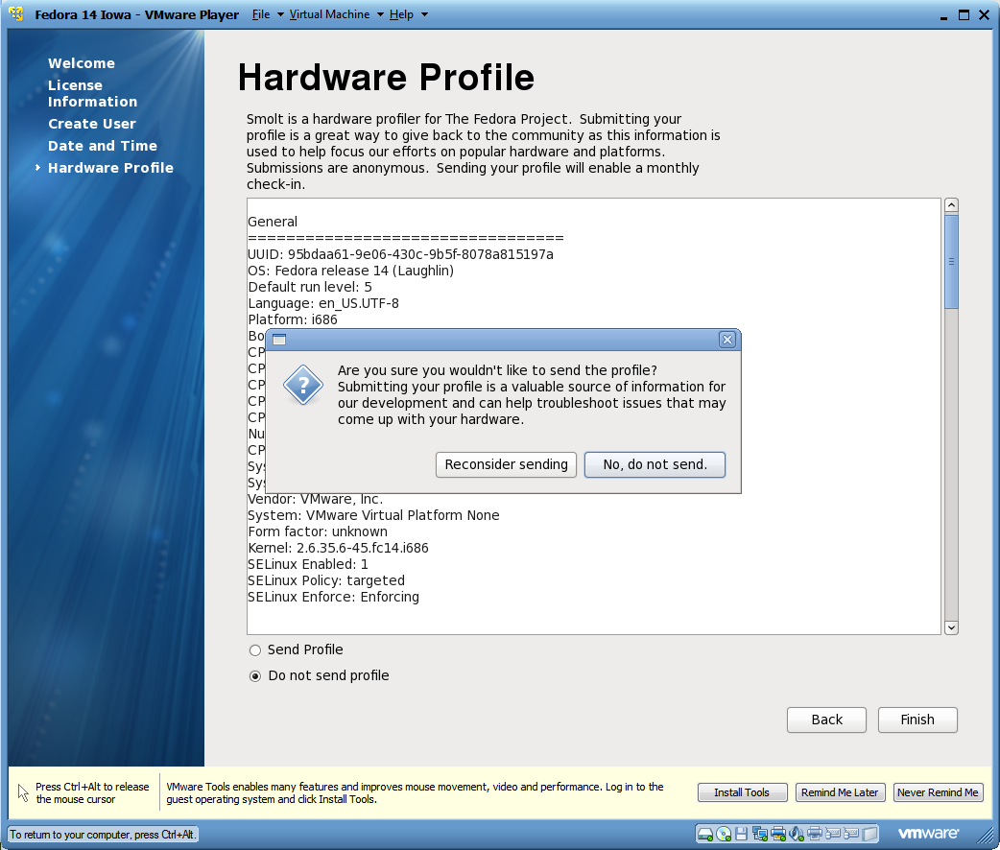 Fedora 14 Iowa - VMware Player File Virtual Machine Help
Welcome
License
Information
Create User
Date and Time
Hardware Profile
Hardware Profile
Smolt is a hardware profiler for The Fedora Project. Submitting your
profile is a great way to give back to the community as this information is
used to help focus our efforts on popular hardware and platforms.
Submissions are anonymous. Sending your profile will enable a monthly
check-in.
General
=================================
UUID: 95bdaa61-9e06-430c-9b5f-8078a815197a
OS: Fedora release 14 (Laughlin)
Default run level: 5
Language: en_US.UTF-8
Platform: i686
Bo
CP
CP
CP
CP
CP
Nu
CP
Sys
Sys
Vendor: VMware, Inc.
System: VMware Virtual Platform None
Form factor: unknown
Kernel: 2.6.35.6-45.fc14.i686
SELinux Enabled: 1
SELinux Policy: targeted
SELinux Enforce: Enforcing
Are you sure you wouldn't like to send the profile?
Submitting your profile is a valuable source of information for
our development and can help troubleshoot issues that may
come up with your hardware.
Reconsider sending No, do not send.
Send Profile
Do not send profile
Back Finish
Press Ctrl+Alt to release
the mouse cursor
VMware Tools enables many features and improves mouse movement, video and performance. Log in to the
guest operating system and click Install Tools.
Install Tools Remind Me Later Never Remind Me
To return to your computer, press Ctrl+Alt.
vmware